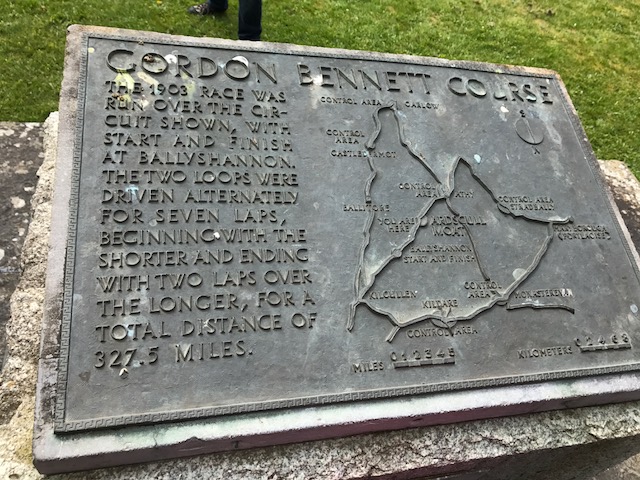 GORDON BENNETT COURSE
THE 1903 RACE WAS
RUN OVER THE CIR-
CUIT SHOWN, WITH
START AND FINISH
AT BALLYSHANNON.
THE TWO LOOPS WERE
DRIVEN ALTERNATELY
FOR SEVEN LAPS,
BEGINNING WITH THE
SHORTER AND ENDING
WITH TWO LAPS OVER
THE LONGER, FOR A
TOTAL DISTANCE OF
327.5 MILES.
CONTROL AREA
CARLOW
CONTROL
AREA
CASTLEDERMOT
CONTROL
AREA
ATHY
CONTROL AREA
STRADBALLY
BALLITORE
YOU ARE
HERE
ARDSCULL
MOAT
BALLYSHANNON
START AND FINISH
MARYBOROUGH
KILCULLEN
KILDARE
CONTROL
AREA
MONASTEREVIN
CONTROL AREA
MILES 0 1 2 3 4 5
KILOMETERS 0 2 4 6 8